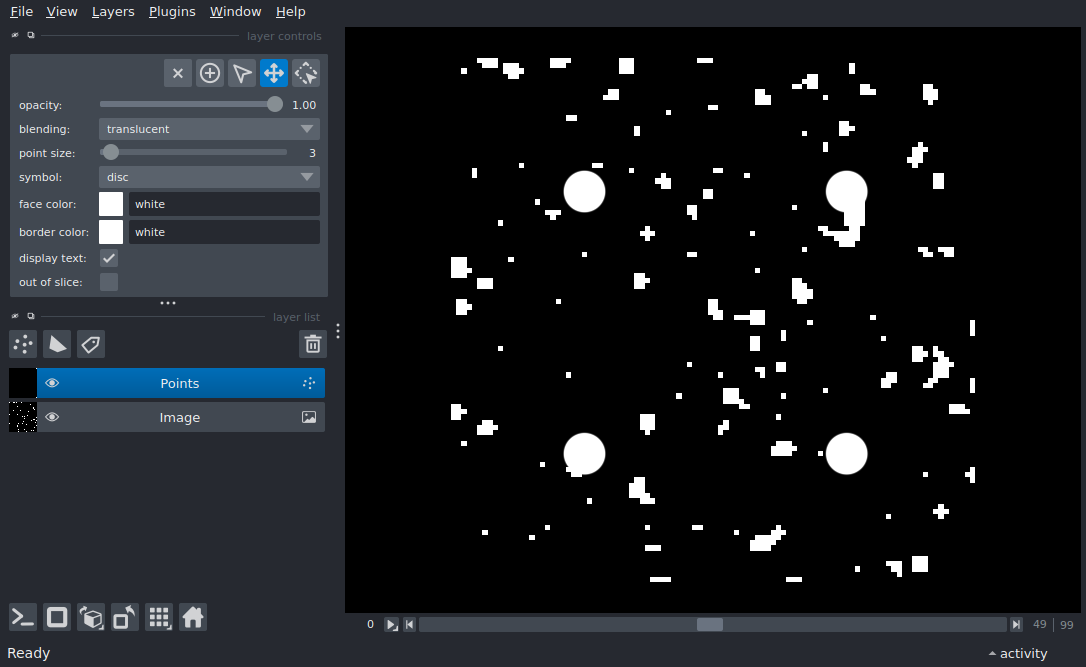 File View Layers Plugins Window Help
layer controls
opacity: 1.00
blending: translucent
point size: 3
symbol: disc
face color: white
border color: white
display text:
out of slice:
layer list
Points
Image
0 49 99
Ready activity